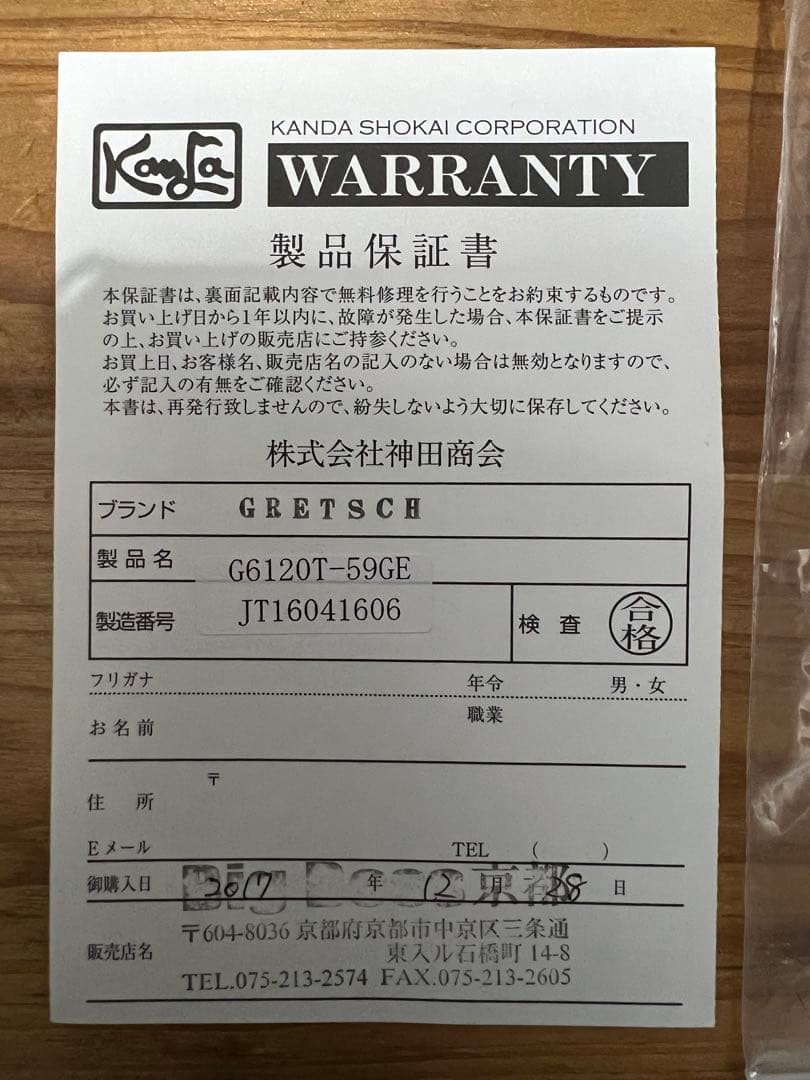 Kanda
KANDA SHOKAI CORPORATION
WARRANTY
製品保証書
本保証書は、裏面記載内容で無料修理を行うことをお約束するものです。
お買い上げ日から1年以内に、故障が発生した場合、本保証書をご提示
の上、お買い上げの販売店にご持参ください。
お買上日、お客様名、販売店名の記入のない場合は無効となりますので、
必ず記入の有無をご確認ください。
本書は、再発行致しませんので、紛失しないよう大切に保存してください。
株式会社神田商会
ブランド GRETSCH
製品名 G6120T-59GE
製造番号 JT16041606 検査 合格
フリガナ 年令 男・女
お名前 職業
〒
住所
Eメール TEL ( )
御購入日 2017 年 12 月 28 日
Big Boss 京都
販売店名 〒604-8036 京都府京都市中京区三条通
東入ル石橋町 14-8
TEL.075-213-2574 FAX.075-213-2605